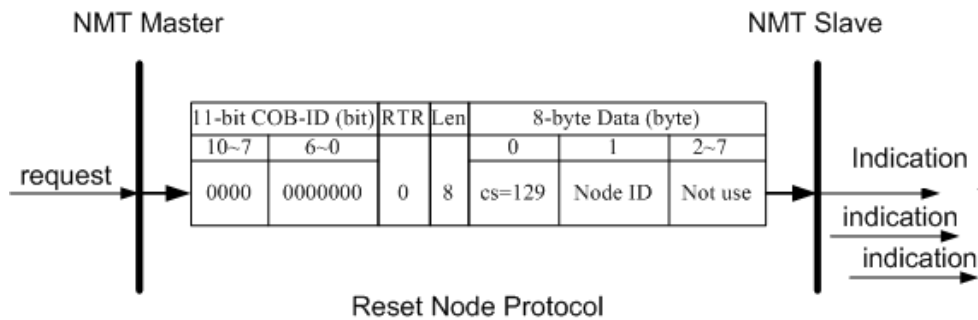 NMT Master
NMT Slave
11-bit COB-ID (bit) RTR Len 8-byte Data (byte)
10~7 6~0 0 1 2~7
request
0000 0000000 0 8 cs=129 Node ID Not use
Indication
indication
indication
Reset Node Protocol